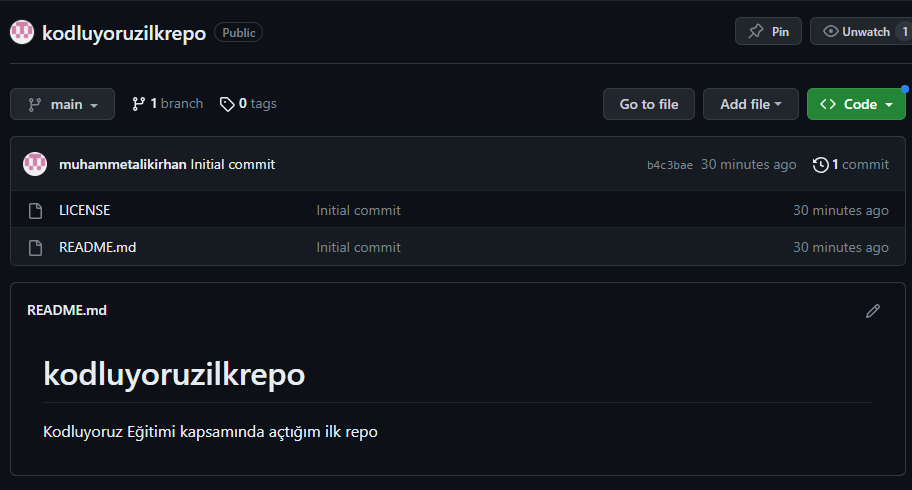 kodluyoruzilkrepo Public Pin Unwatch 1
main 1 branch 0 tags Go to file Add file Code
muhammetalikirhan Initial commit b4c3bae 30 minutes ago 1 commit
LICENSE Initial commit 30 minutes ago
README.md Initial commit 30 minutes ago
README.md
kodluyoruzilkrepo
Kodluyoruz Eğitimi kapsamında açtığım ilk repo